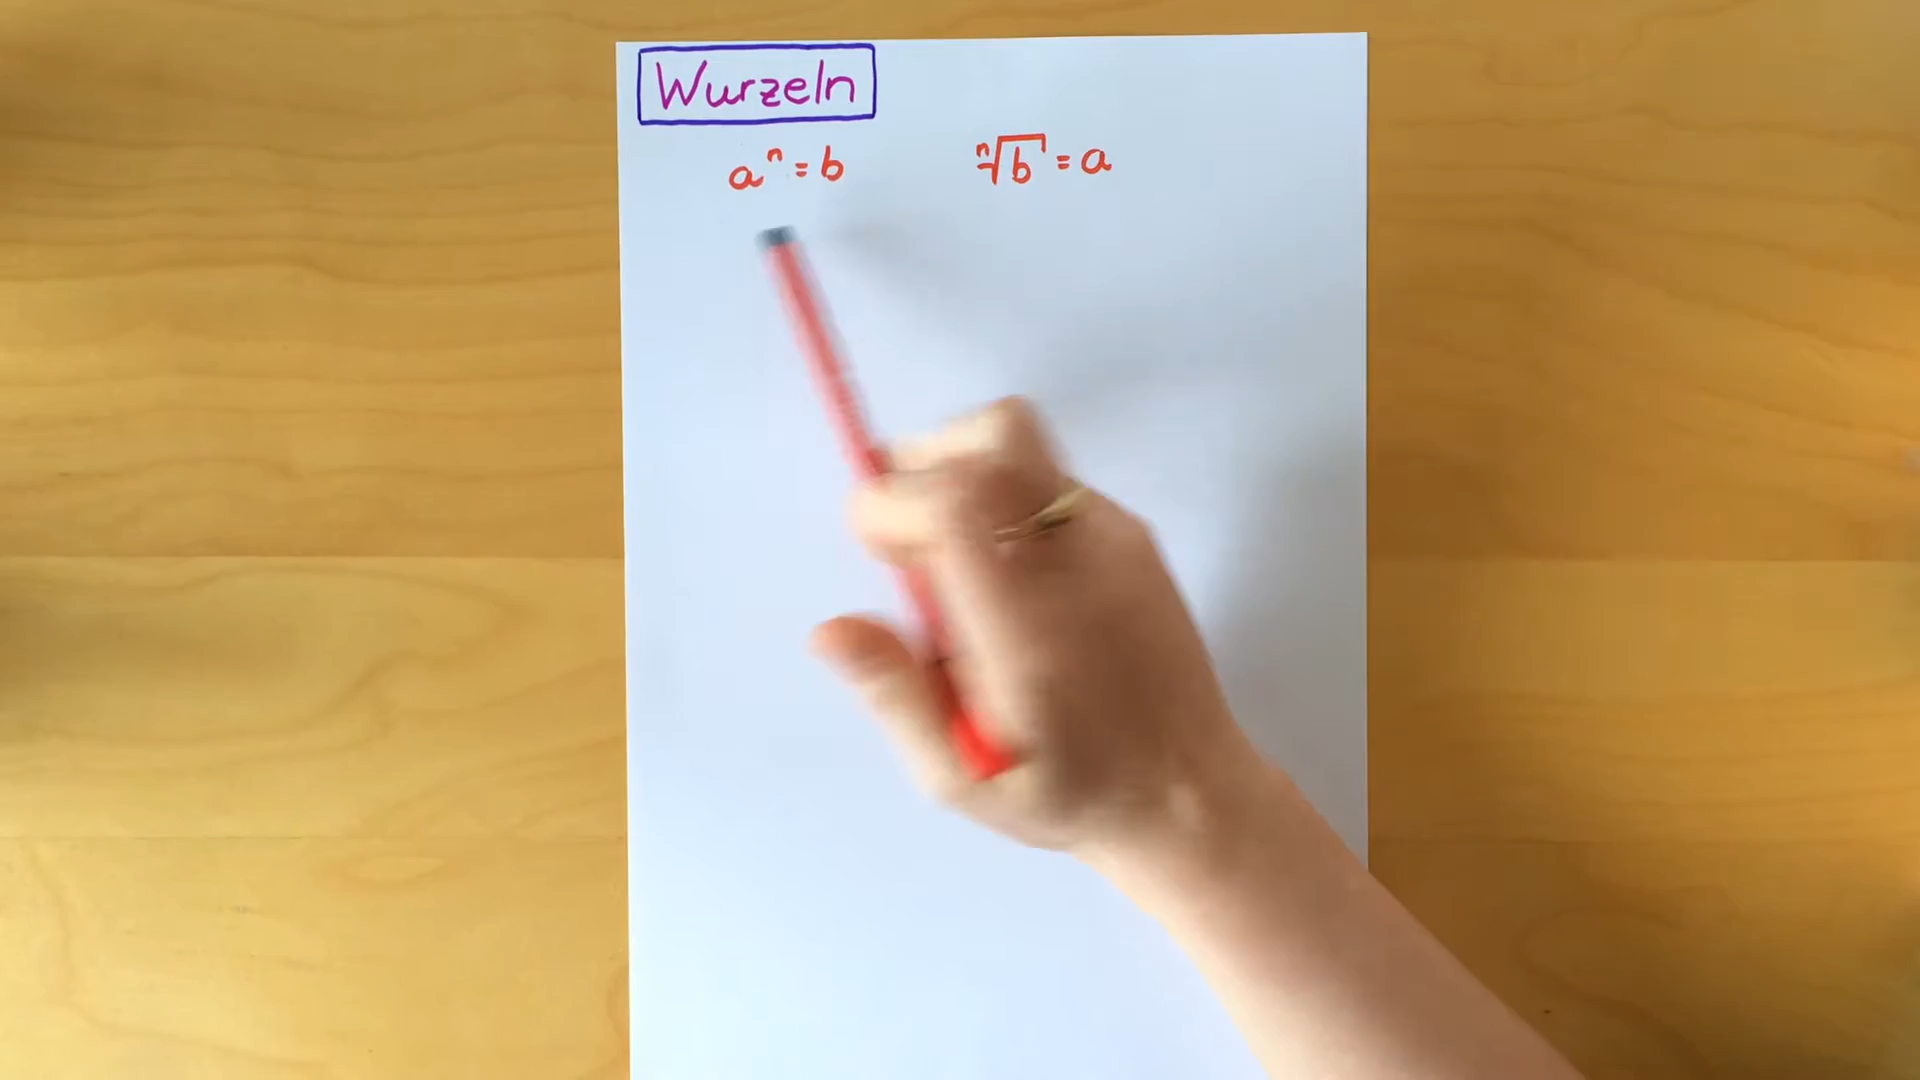 Wurzeln
aⁿ = b ⁿ√b = a